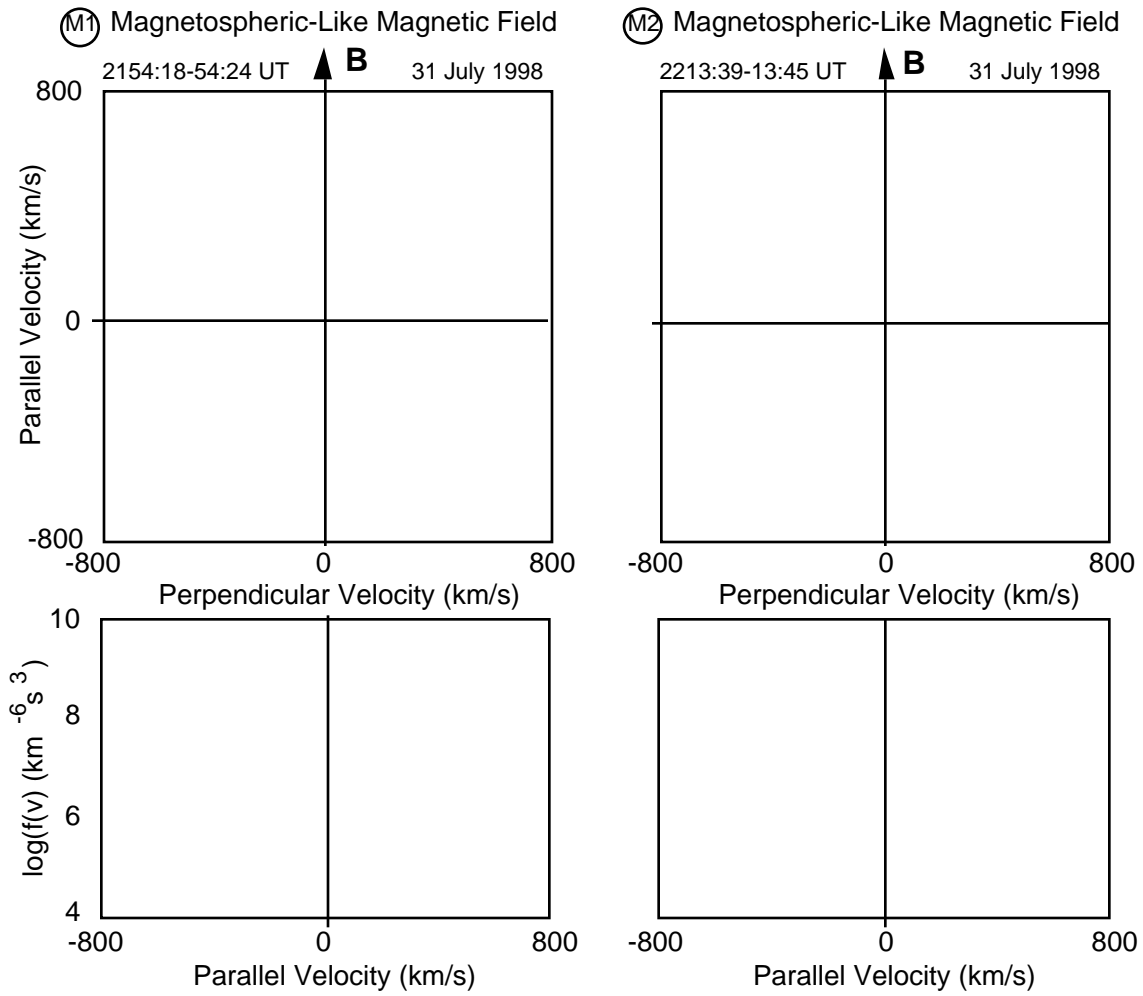 M1 Magnetospheric-Like Magnetic Field
2154:18-54:24 UT B 31 July 1998
800
0
-800
Parallel Velocity (km/s)
-800 0 800
Perpendicular Velocity (km/s)
10
8
6
4
log(f(v) (km -6 s 3 )
-800 0 800
Parallel Velocity (km/s)
M2 Magnetospheric-Like Magnetic Field
2213:39-13:45 UT B 31 July 1998
-800 0 800
Perpendicular Velocity (km/s)
-800 0 800
Parallel Velocity (km/s)